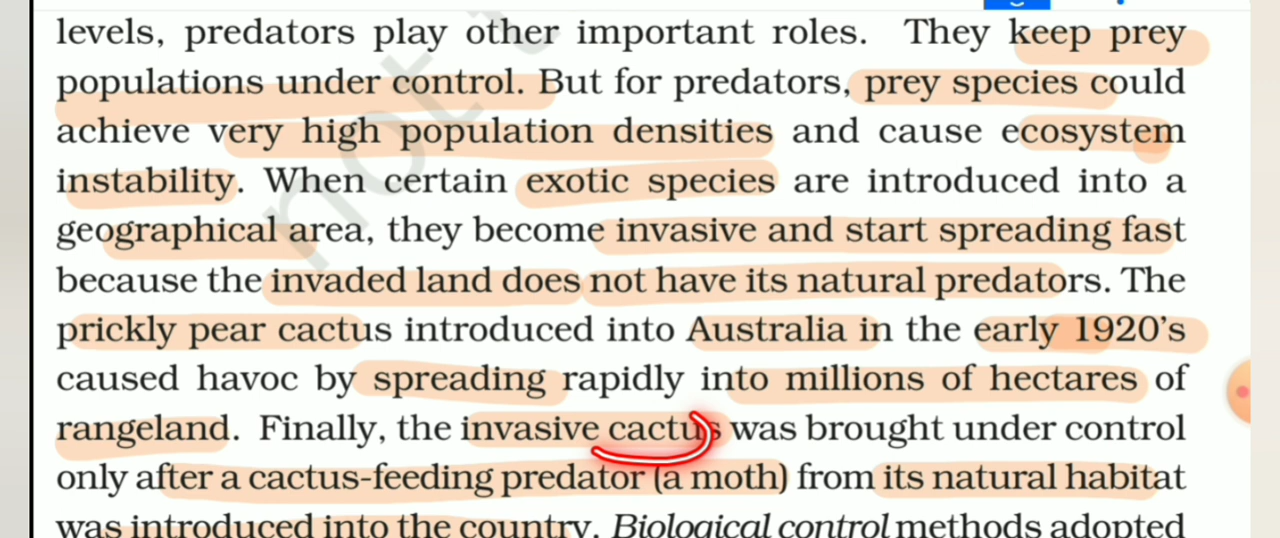 levels, predators play other important roles. They keep prey
populations under control. But for predators, prey species could
achieve very high population densities and cause ecosystem
instability. When certain exotic species are introduced into a
geographical area, they become invasive and start spreading fast
because the invaded land does not have its natural predators. The
prickly pear cactus introduced into Australia in the early 1920’s
caused havoc by spreading rapidly into millions of hectares of
rangeland. Finally, the invasive cactus was brought under control
only after a cactus-feeding predator (a moth) from its natural habitat
was introduced into the country. Biological control methods adopted
not